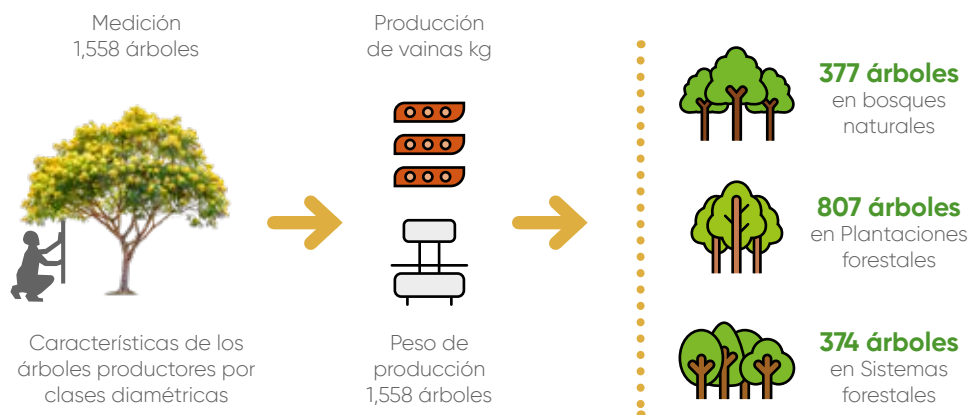 Medición
1,558 árboles
Características de los
árboles productores por
clases diamétricas
Producción
de vainas kg
Peso de
producción
1,558 árboles
377 árboles
en bosques
naturales
807 árboles
en Plantaciones
forestales
374 árboles
en Sistemas
forestales